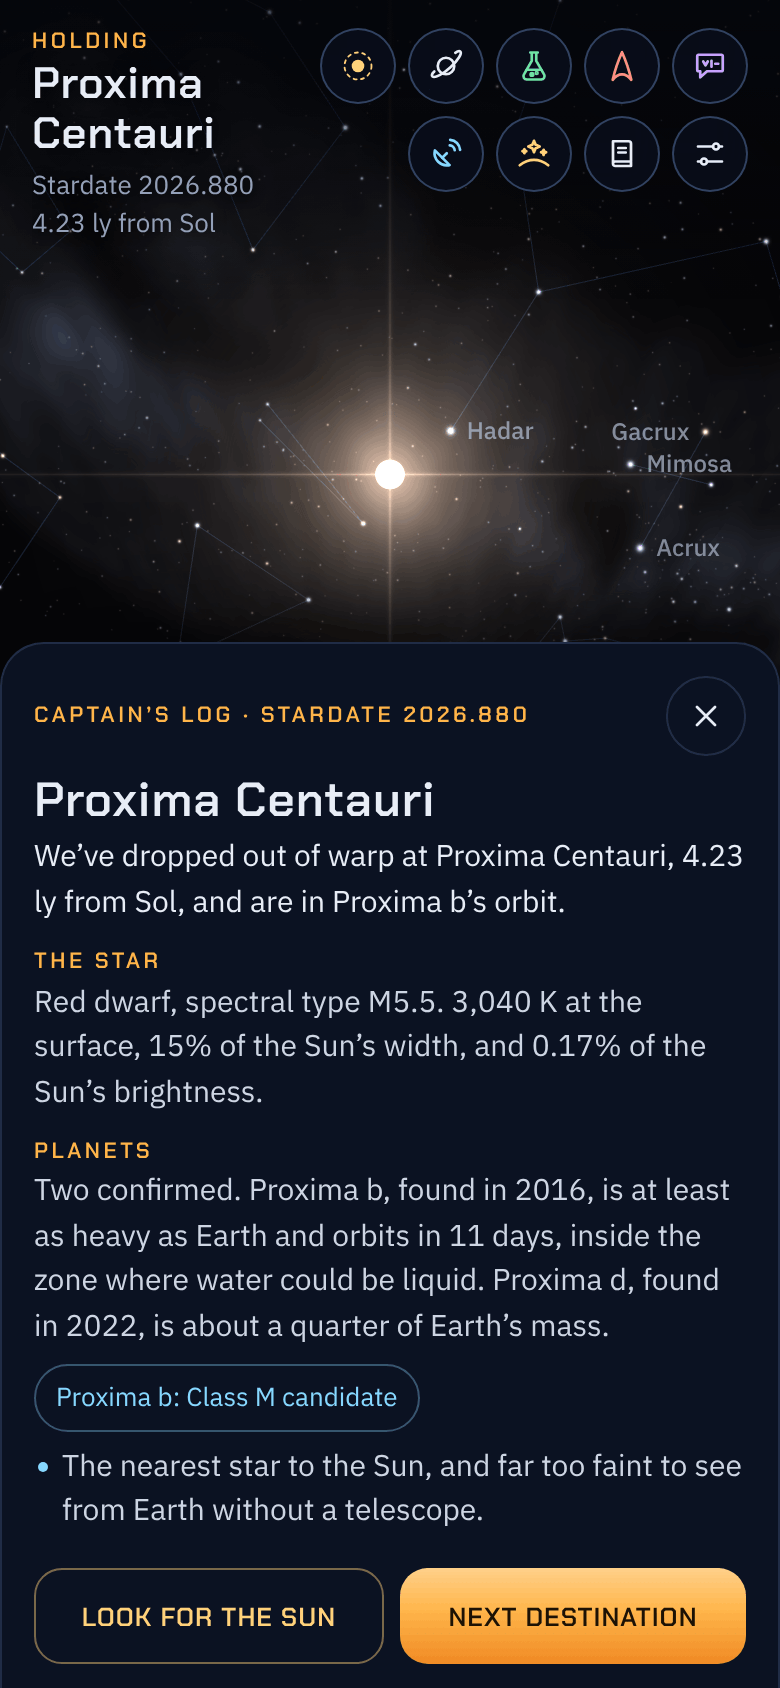 HOLDING
Proxima
Centauri
Stardate 2026.880
4.23 ly from Sol
Hadar
Gacrux
Mimosa
Acrux
CAPTAIN’S LOG · STARDATE 2026.880
Proxima Centauri
We’ve dropped out of warp at Proxima Centauri, 4.23
ly from Sol, and are in Proxima b’s orbit.
THE STAR
Red dwarf, spectral type M5.5. 3,040 K at the
surface, 15% of the Sun’s width, and 0.17% of the
Sun’s brightness.
PLANETS
Two confirmed. Proxima b, found in 2016, is at least
as heavy as Earth and orbits in 11 days, inside the
zone where water could be liquid. Proxima d, found
in 2022, is about a quarter of Earth’s mass.
Proxima b: Class M candidate
• The nearest star to the Sun, and far too faint to see
from Earth without a telescope.
LOOK FOR THE SUN
NEXT DESTINATION